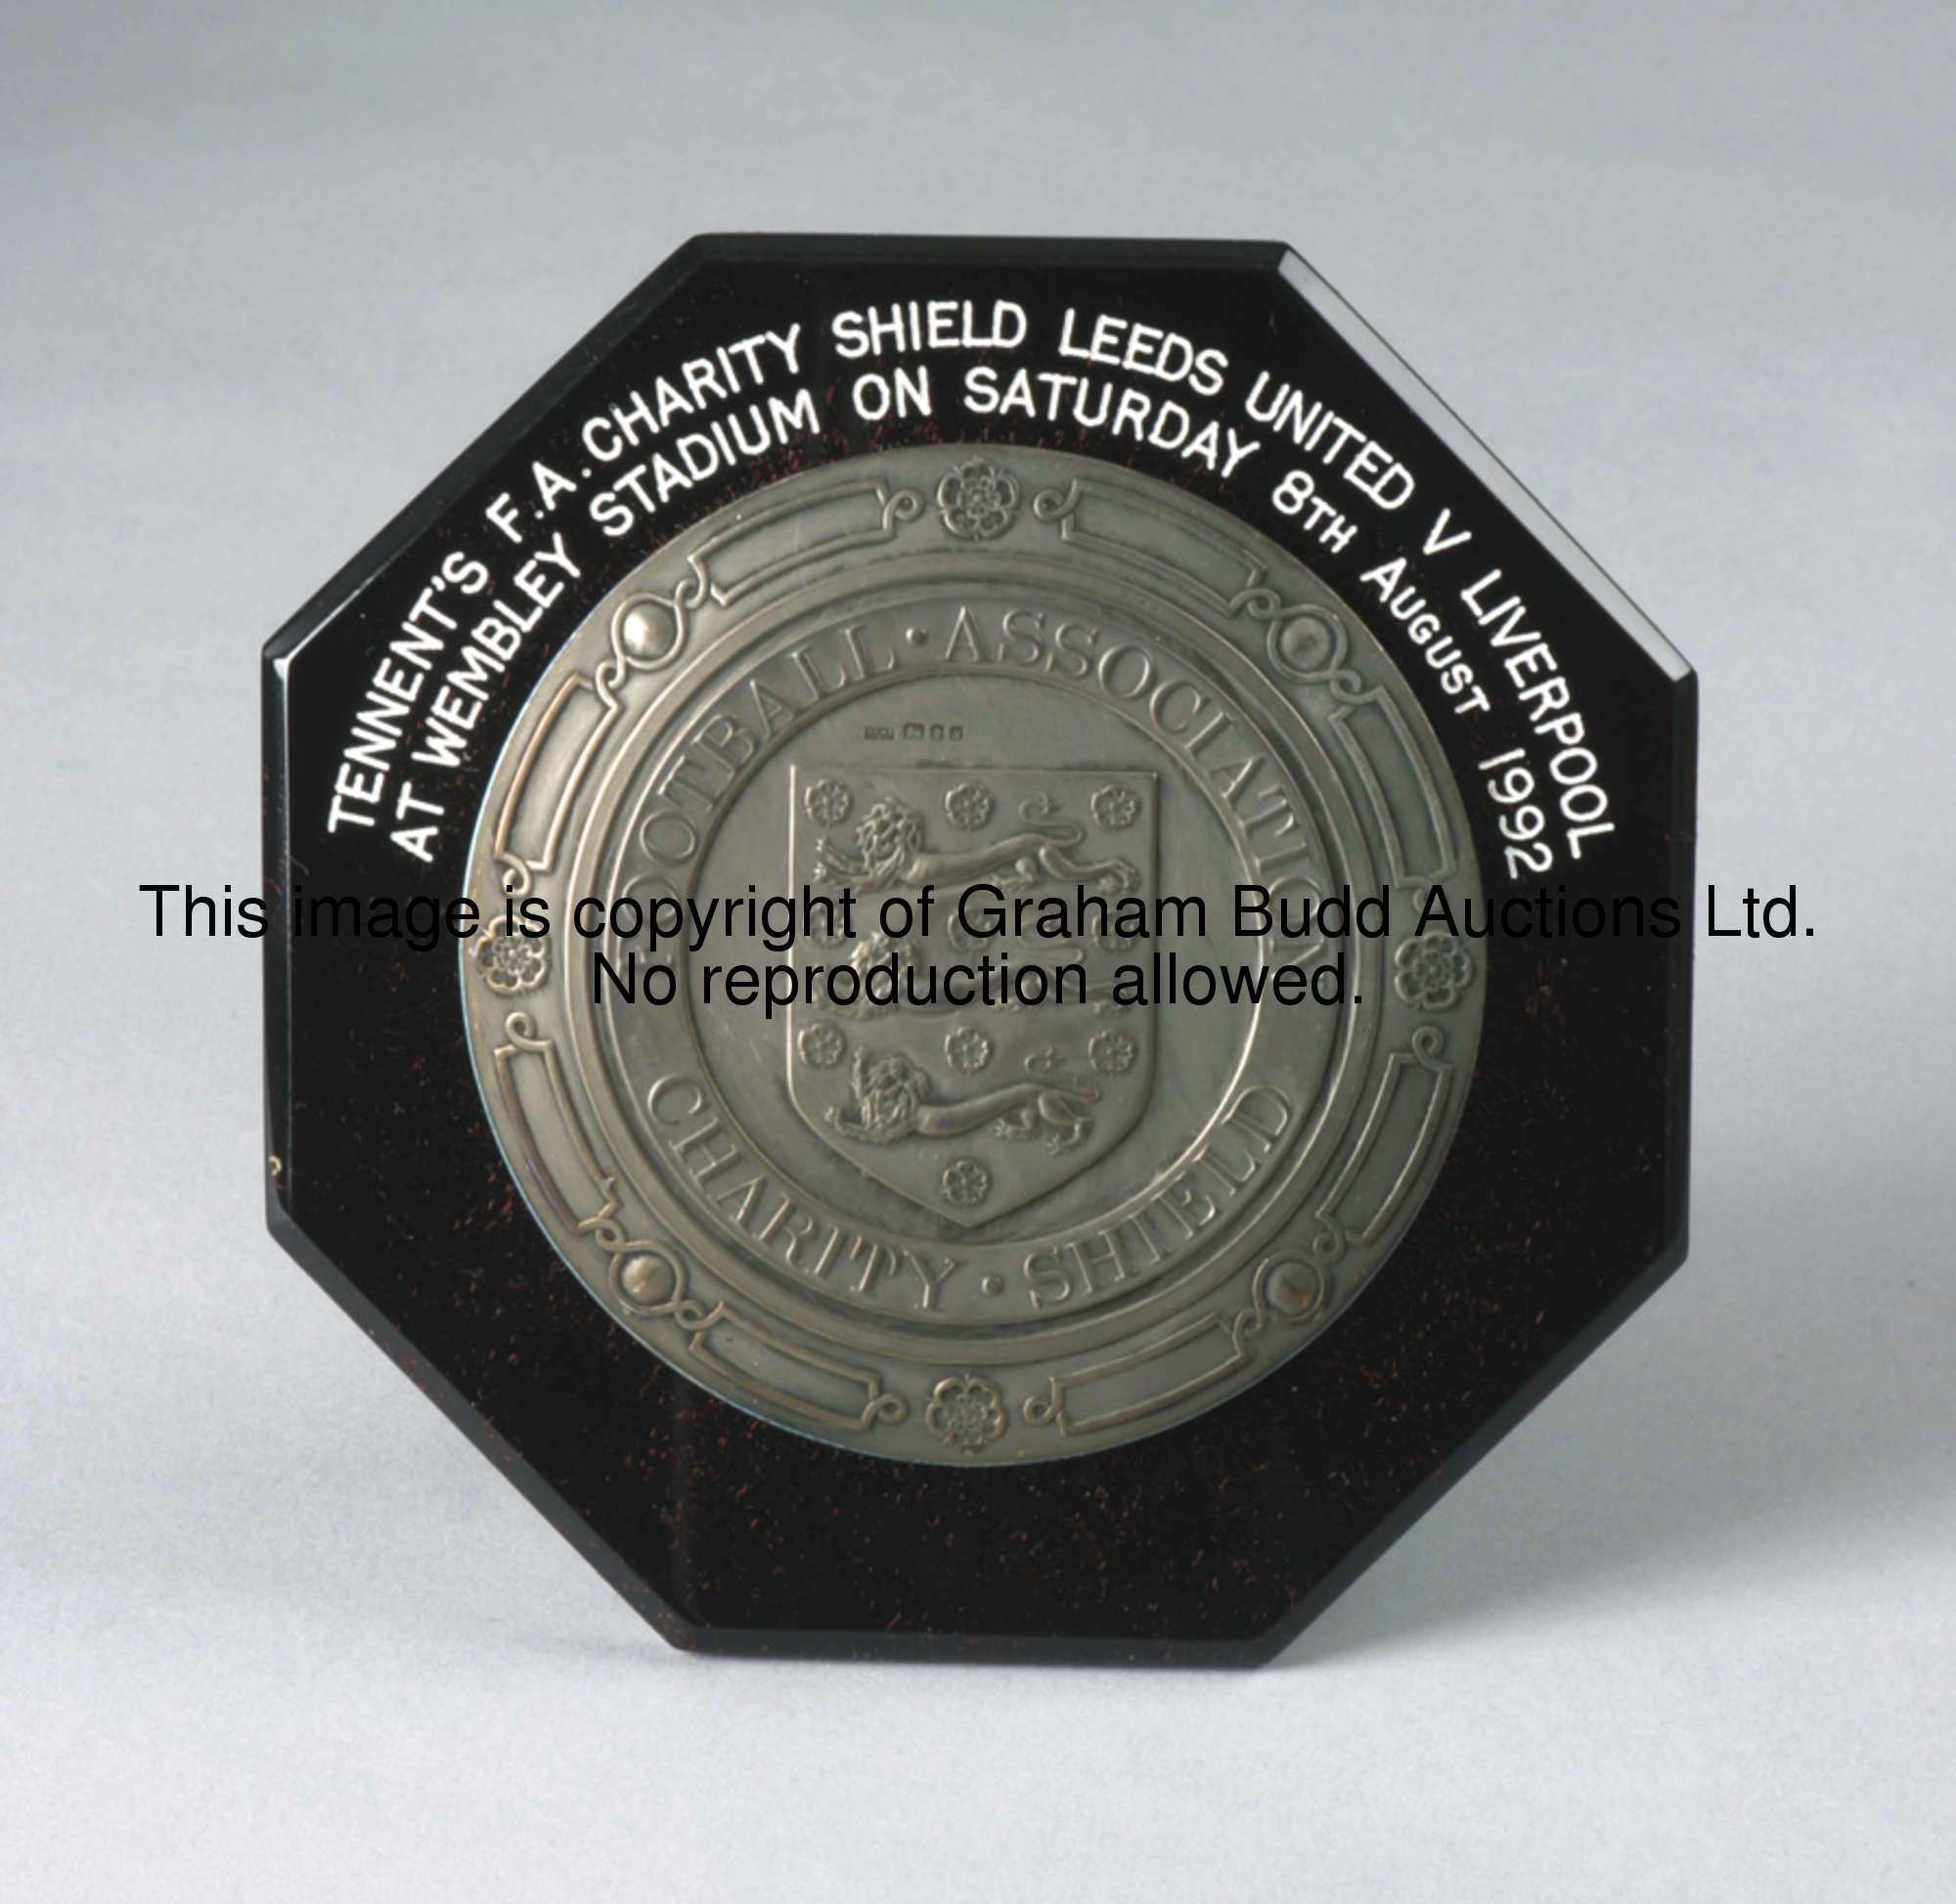 TENNENT'S F.A. CHARITY SHIELD LEEDS UNITED V LIVERPOOL
AT WEMBLEY STADIUM ON SATURDAY 8TH AUGUST 1992
FOOTBALL · ASSOCIATION
CHARITY · SHIELD
This image is copyright of Graham Budd Auctions Ltd.
No reproduction allowed.